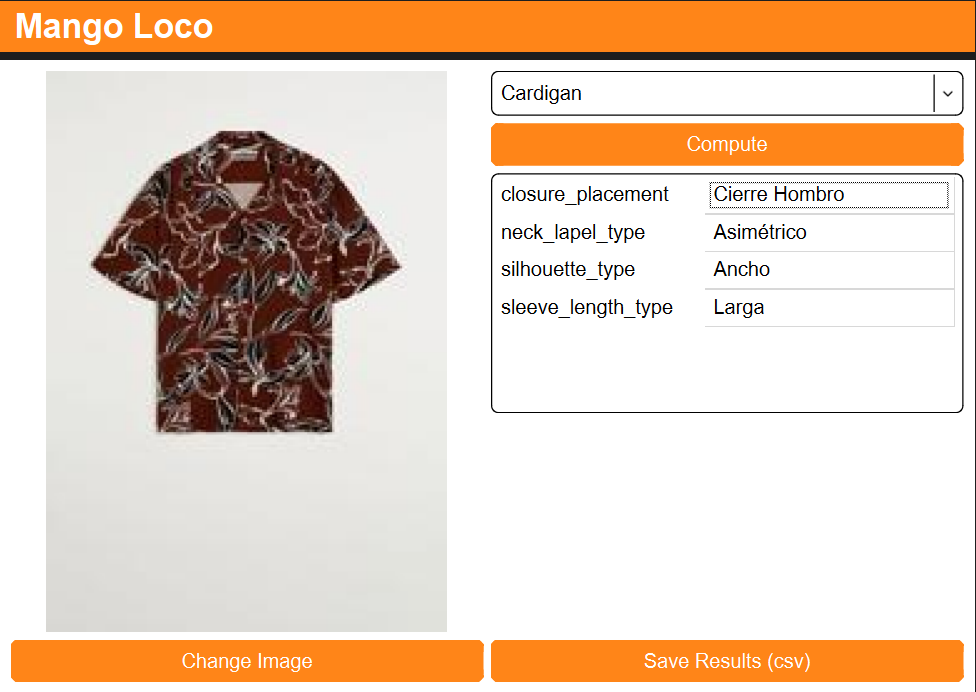 Mango Loco
Cardigan
Compute
closure_placement Cierre Hombro
neck_lapel_type Asimétrico
silhouette_type Ancho
sleeve_length_type Larga
Change Image Save Results (csv)